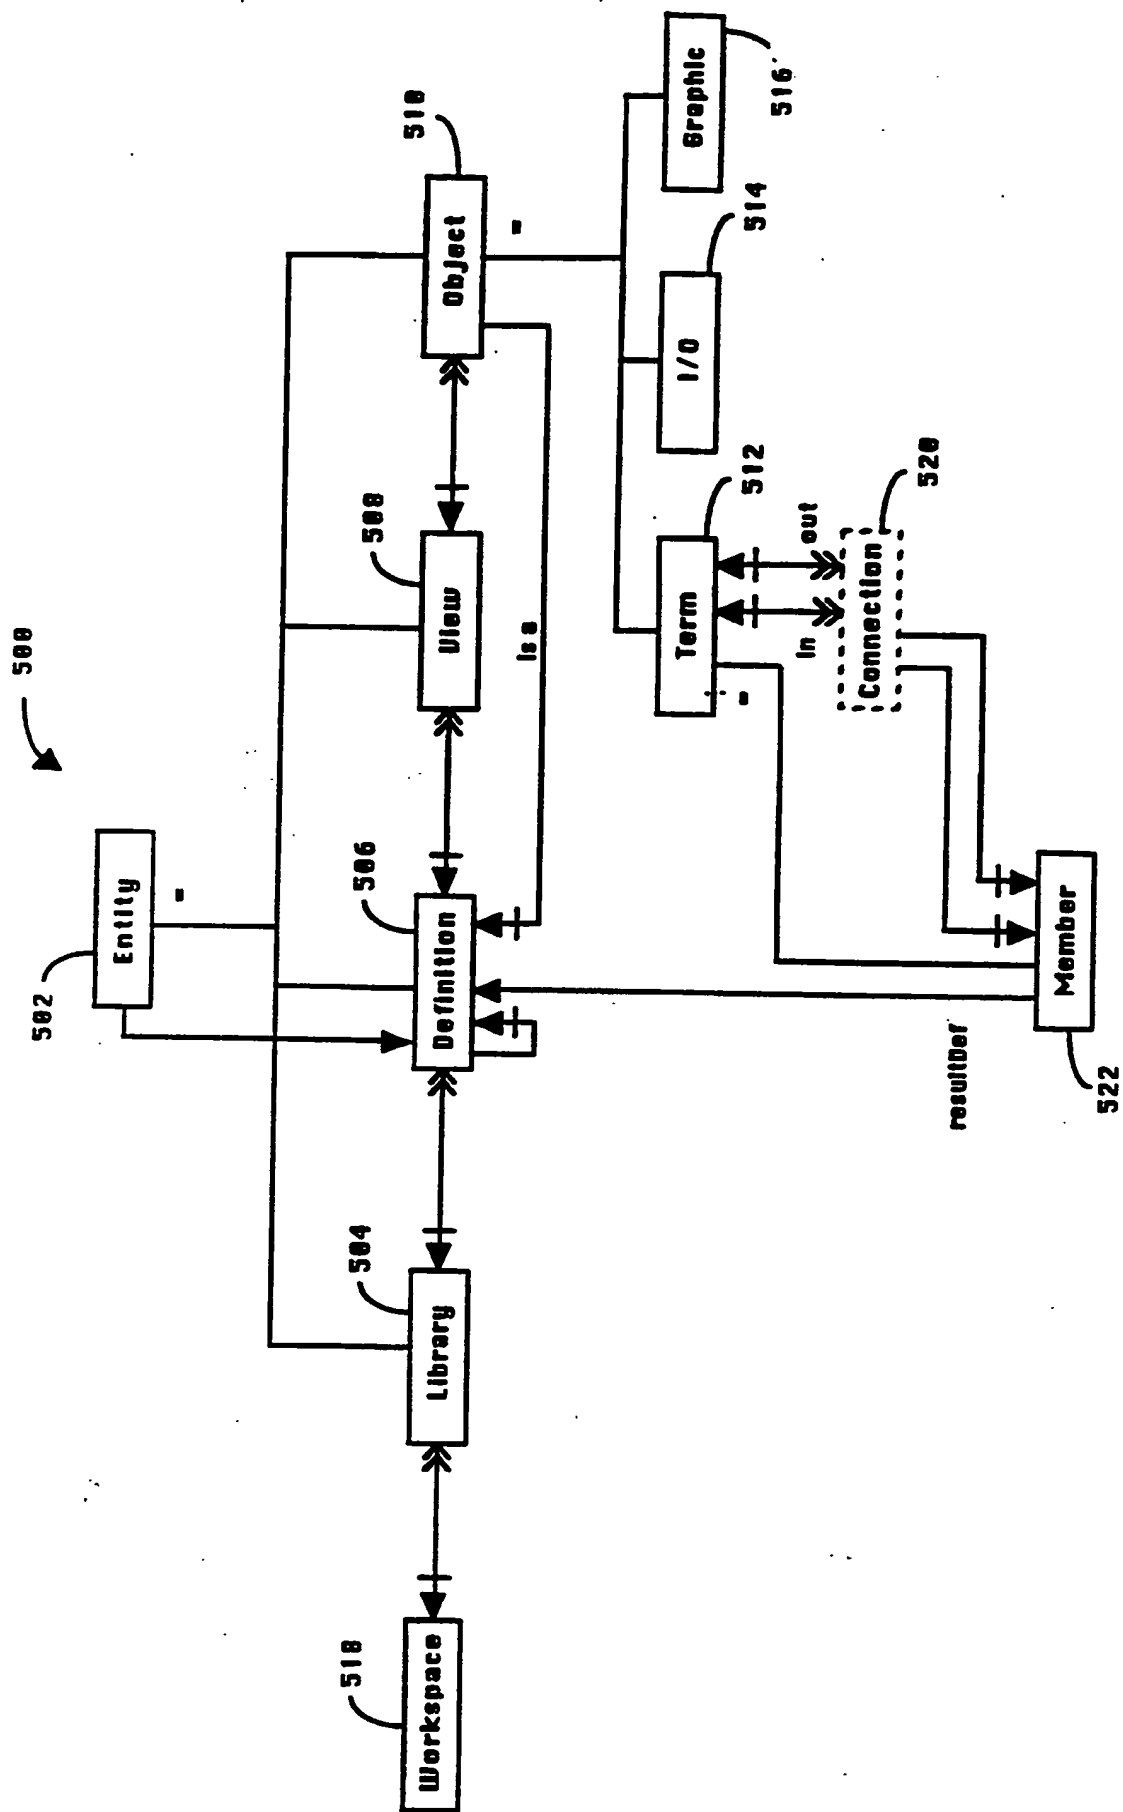 500
502
Entity
=
518
Workspace
504
Library
506
Definition
508
View
510
Object
=
is a
512
Term
=
514
I/O
516
Graphic
in
out
520
Connection
resultDef
522
Member